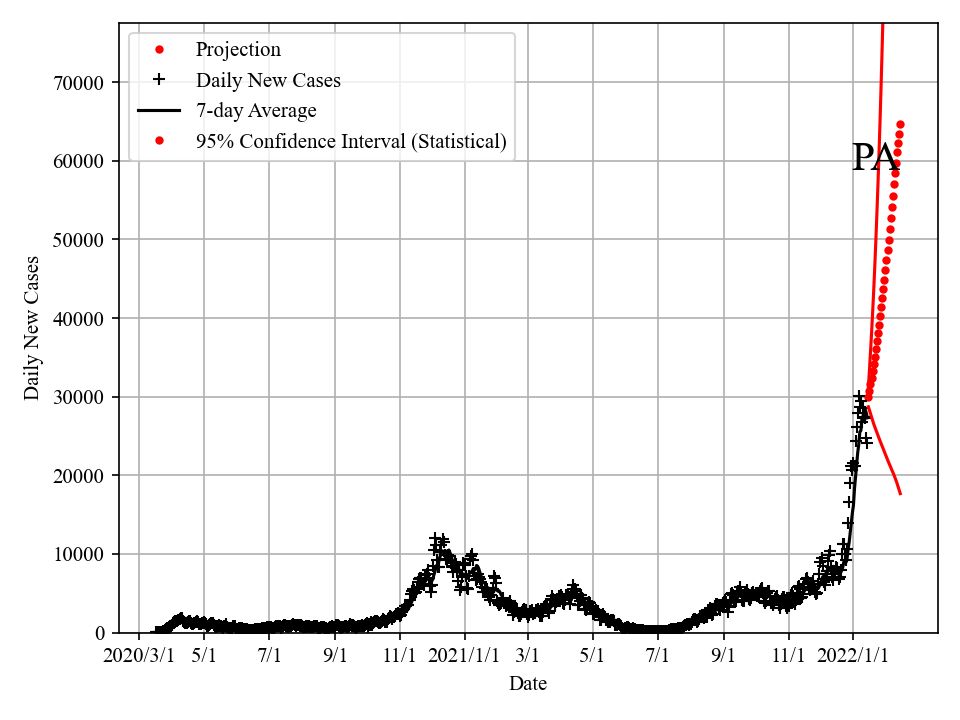 Projection
Daily New Cases
7-day Average
95% Confidence Interval (Statistical)
PA
Daily New Cases
70000
60000
50000
40000
30000
20000
10000
0
2020/3/1 5/1 7/1 9/1 11/1 2021/1/1 3/1 5/1 7/1 9/1 11/1 2022/1/1
Date